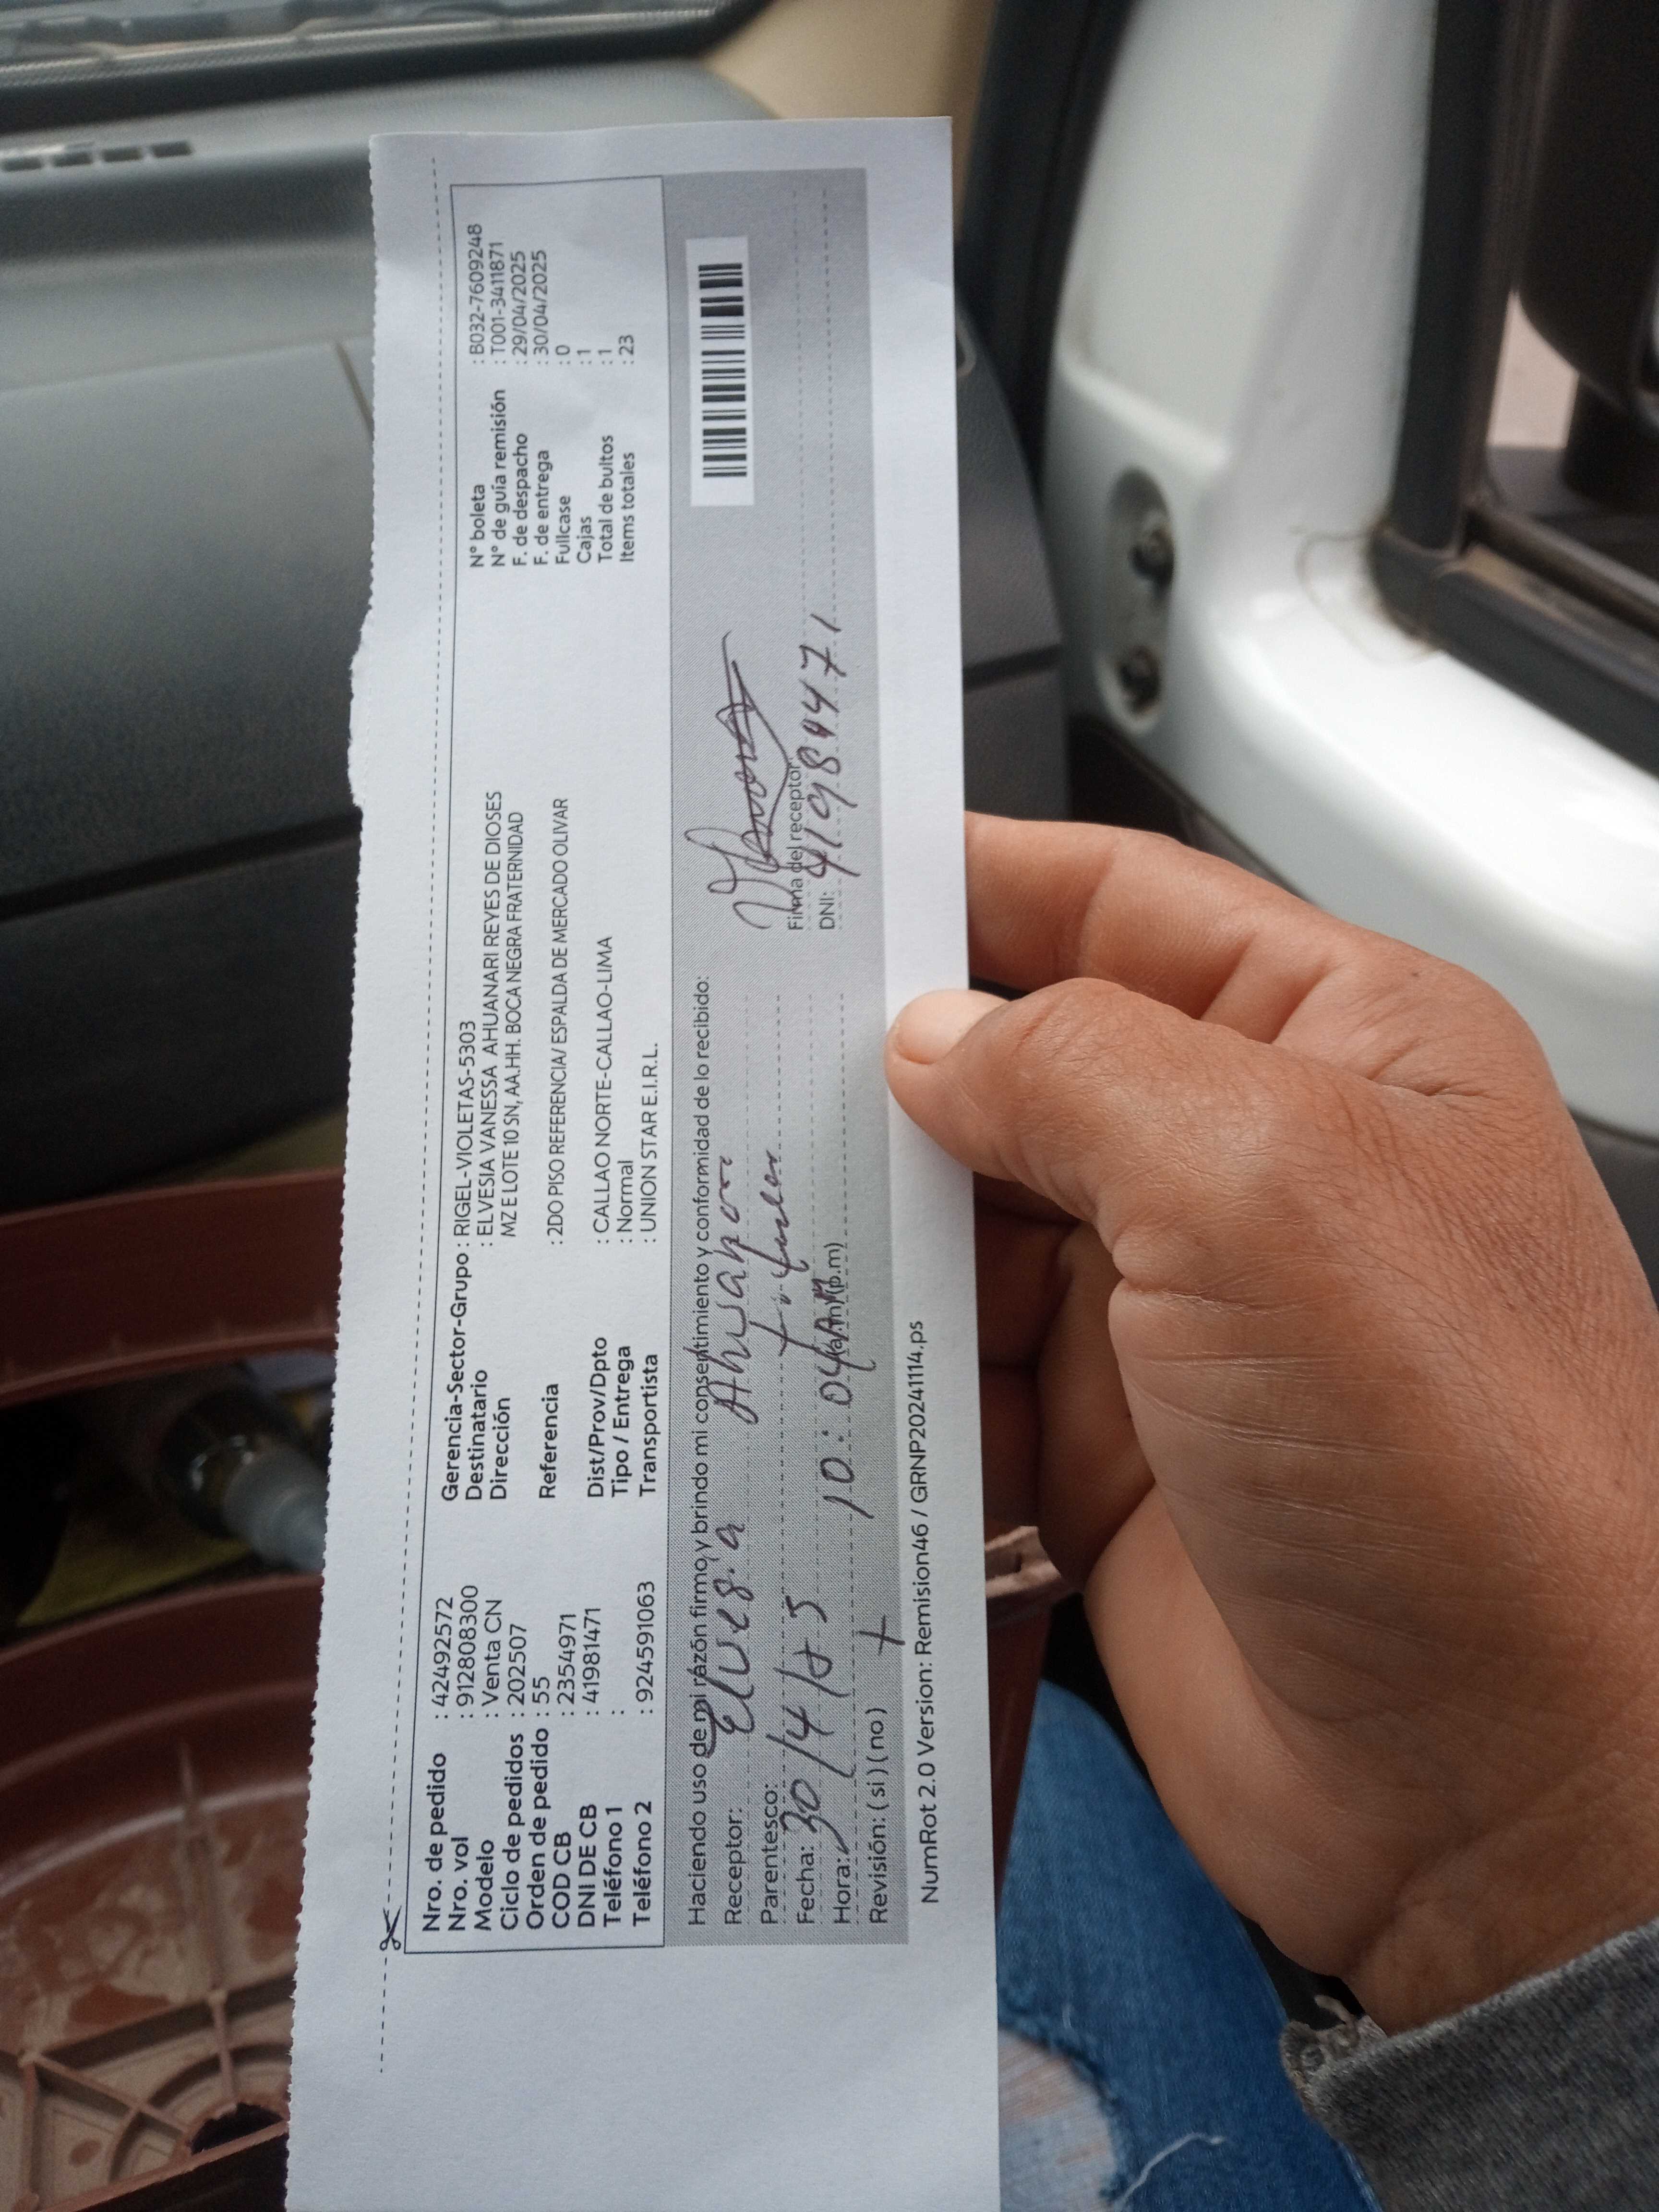 Nro. de pedido : 42492572
Nro. vol : 912808300
Modelo : Venta CN
Ciclo de pedidos : 202507
Orden de pedido : 55
COD CB : 23554971
DNI DE CB : 41981471
Teléfono 1 :
Teléfono 2 : 924591063
Gerencia-Sector-Grupo : RIGEL-VIOLETAS-5303
Destinatario : ELVESIA VANESSA AHUANARI REYES DE DIOSES
Dirección MZ E LOTE 10 SN, AA.HH. BOCA NEGRA FRATERNIDAD
Referencia : 2DO PISO REFERENCIA/ ESPALDA DE MERCADO OLIVAR
Dist/Prov/Dpto : CALLAO NORTE-CALLAO-LIMA
Tipo / Entrega : Normal
Transportista : UNION STAR E.I.R.L.
N° boleta : B032-7609248
N° de guía remisión : T001-3411871
F. de despacho : 29/04/2025
F. de entrega : 30/04/2025
Fullcase : 0
Cajas : 1
Total de bultos : 1
Items totales : 23
Haciendo uso de mi razón firmo y brindo mi consentimiento y conformidad de lo recibido:
Receptor:
Parentesco:
Fecha: 30/4/25
Hora: 10:04 AM (a.m) (p.m)
Revisión: ( si ) ( no )
Firma del receptor
DNI:
NumRot 2.0 Version: Remision46 / GRNP20241114.ps